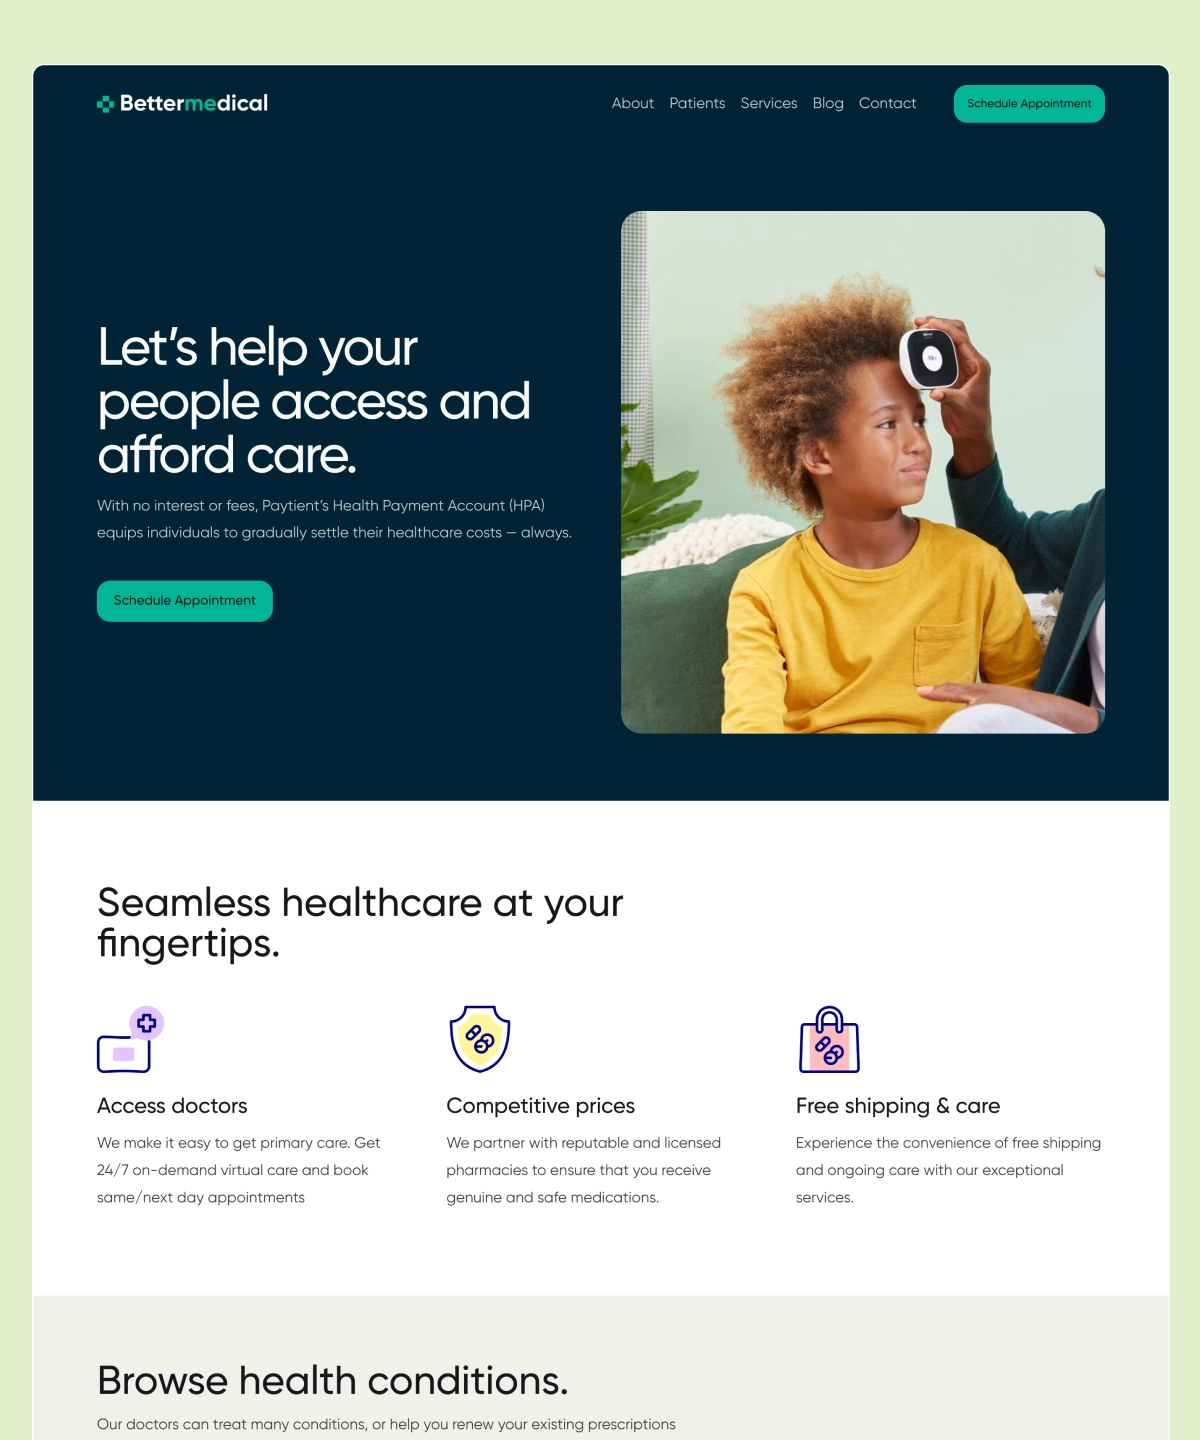 Bettermedical
About Patients Services Blog Contact Schedule Appointment
Let's help your
people access and
afford care.
With no interest or fees, Paytient's Health Payment Account (HPA)
equips individuals to gradually settle their healthcare costs — always.
Schedule Appointment
Seamless healthcare at your
fingertips.
Access doctors
We make it easy to get primary care. Get
24/7 on-demand virtual care and book
same/next day appointments
Competitive prices
We partner with reputable and licensed
pharmacies to ensure that you receive
genuine and safe medications.
Free shipping & care
Experience the convenience of free shipping
and ongoing care with our exceptional
services.
Browse health conditions.
Our doctors can treat many conditions, or help you renew your existing prescriptions